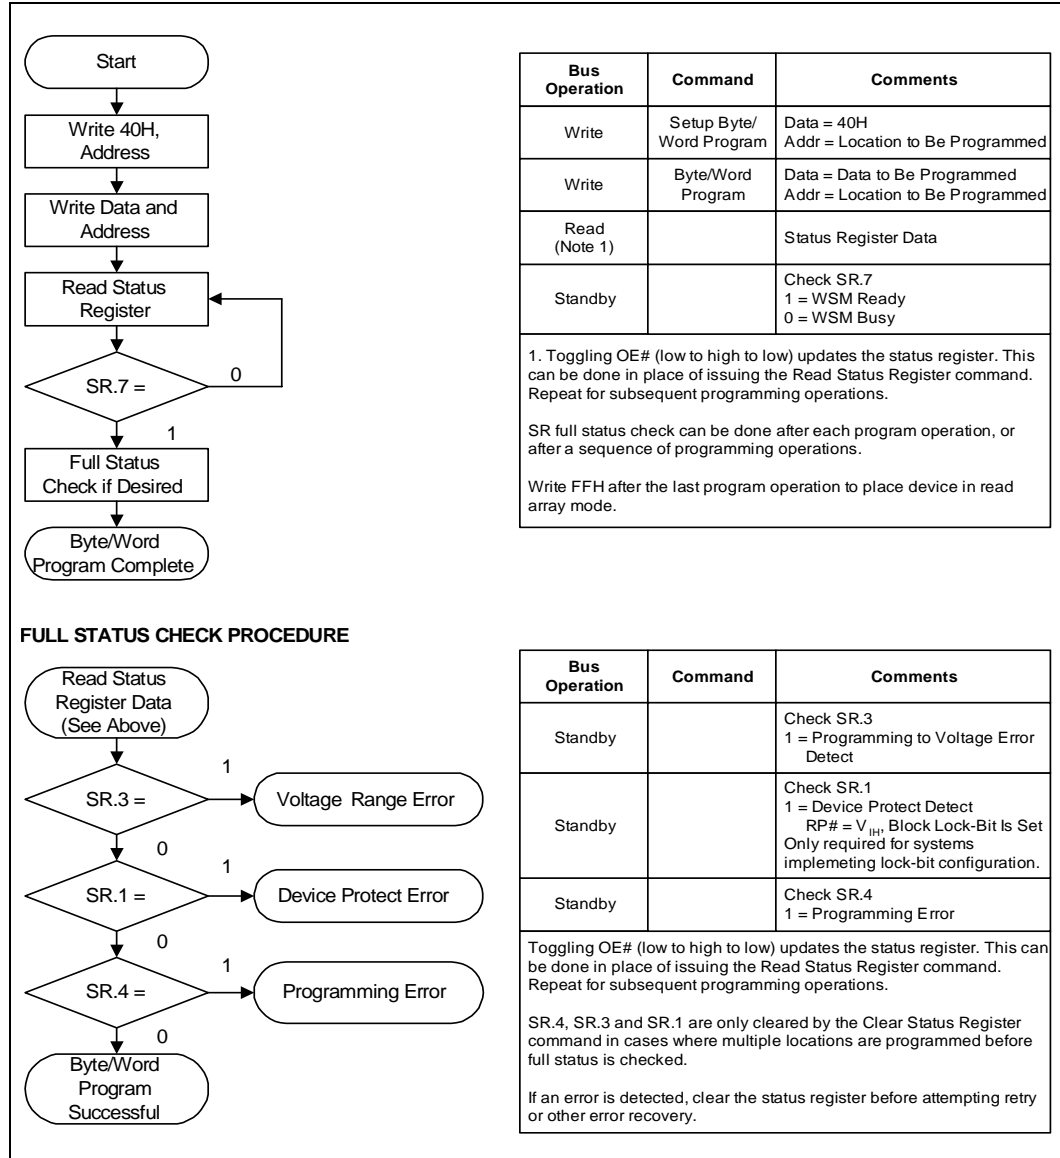 Start
Write 40H,
Address
Write Data and
Address
Read Status
Register
SR.7 =
0
1
Full Status
Check if Desired
Byte/Word
Program Complete
Bus
Operation
Command
Comments
Write
Setup Byte/
Word Program
Data = 40H
Addr = Location to Be Programmed
Write
Byte/Word
Program
Data = Data to Be Programmed
Addr = Location to Be Programmed
Read
(Note 1)
Status Register Data
Standby
Check SR.7
1 = WSM Ready
0 = WSM Busy
1. Toggling OE# (low to high to low) updates the status register. This
can be done in place of issuing the Read Status Register command.
Repeat for subsequent programming operations.
SR full status check can be done after each program operation, or
after a sequence of programming operations.
Write FFH after the last program operation to place device in read
array mode.
FULL STATUS CHECK PROCEDURE
Read Status
Register Data
(See Above)
SR.3 =
1
Voltage Range Error
0
SR.1 =
1
Device Protect Error
0
SR.4 =
1
Programming Error
0
Byte/Word
Program
Successful
Bus
Operation
Command
Comments
Standby
Check SR.3
1 = Programming to Voltage Error
Detect
Standby
Check SR.1
1 = Device Protect Detect
RP# = VIH, Block Lock-Bit Is Set
Only required for systems
implemeting lock-bit configuration.
Standby
Check SR.4
1 = Programming Error
Toggling OE# (low to high to low) updates the status register. This can
be done in place of issuing the Read Status Register command.
Repeat for subsequent programming operations.
SR.4, SR.3 and SR.1 are only cleared by the Clear Status Register
command in cases where multiple locations are programmed before
full status is checked.
If an error is detected, clear the status register before attempting retry
or other error recovery.